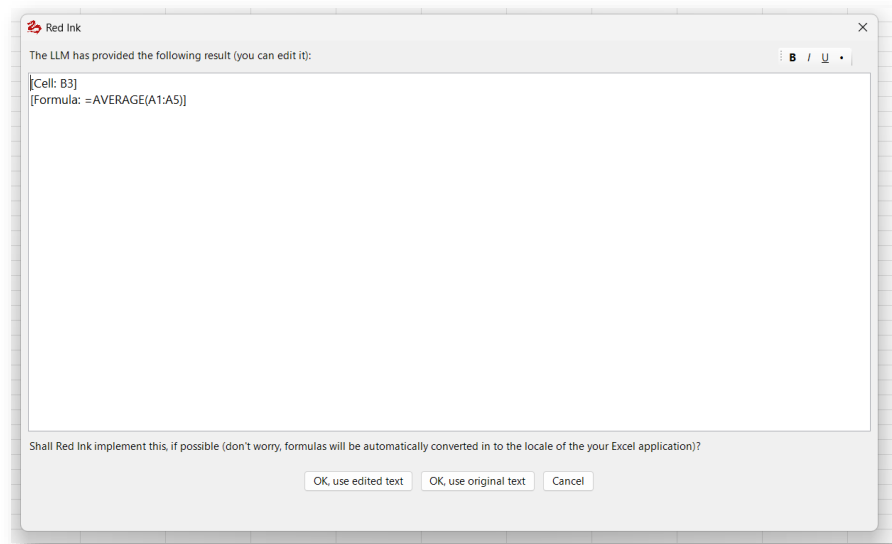 Red Ink
The LLM has provided the following result (you can edit it):
B I U •
[Cell: B3]
[Formula: =AVERAGE(A1:A5)]
Shall Red Ink implement this, if possible (don't worry, formulas will be automatically converted in to the locale of the your Excel application)?
OK, use edited text OK, use original text Cancel